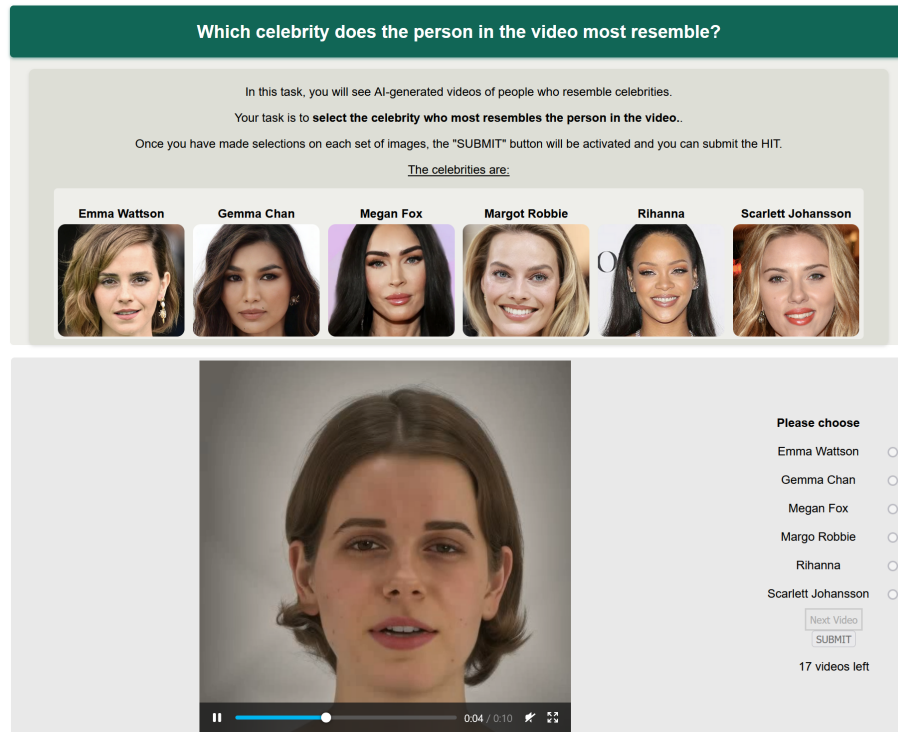 Which celebrity does the person in the video most resemble?
In this task, you will see AI-generated videos of people who resemble celebrities.
Your task is to select the celebrity who most resembles the person in the video..
Once you have made selections on each set of images, the "SUBMIT" button will be activated and you can submit the HIT.
The celebrities are:
Emma Wattson Gemma Chan Megan Fox Margot Robbie Rihanna Scarlett Johansson
O
Please choose
Emma Wattson
Gemma Chan
Megan Fox
Margo Robbie
Rihanna
Scarlett Johansson
Next Video
SUBMIT
17 videos left
0:04 / 0:10